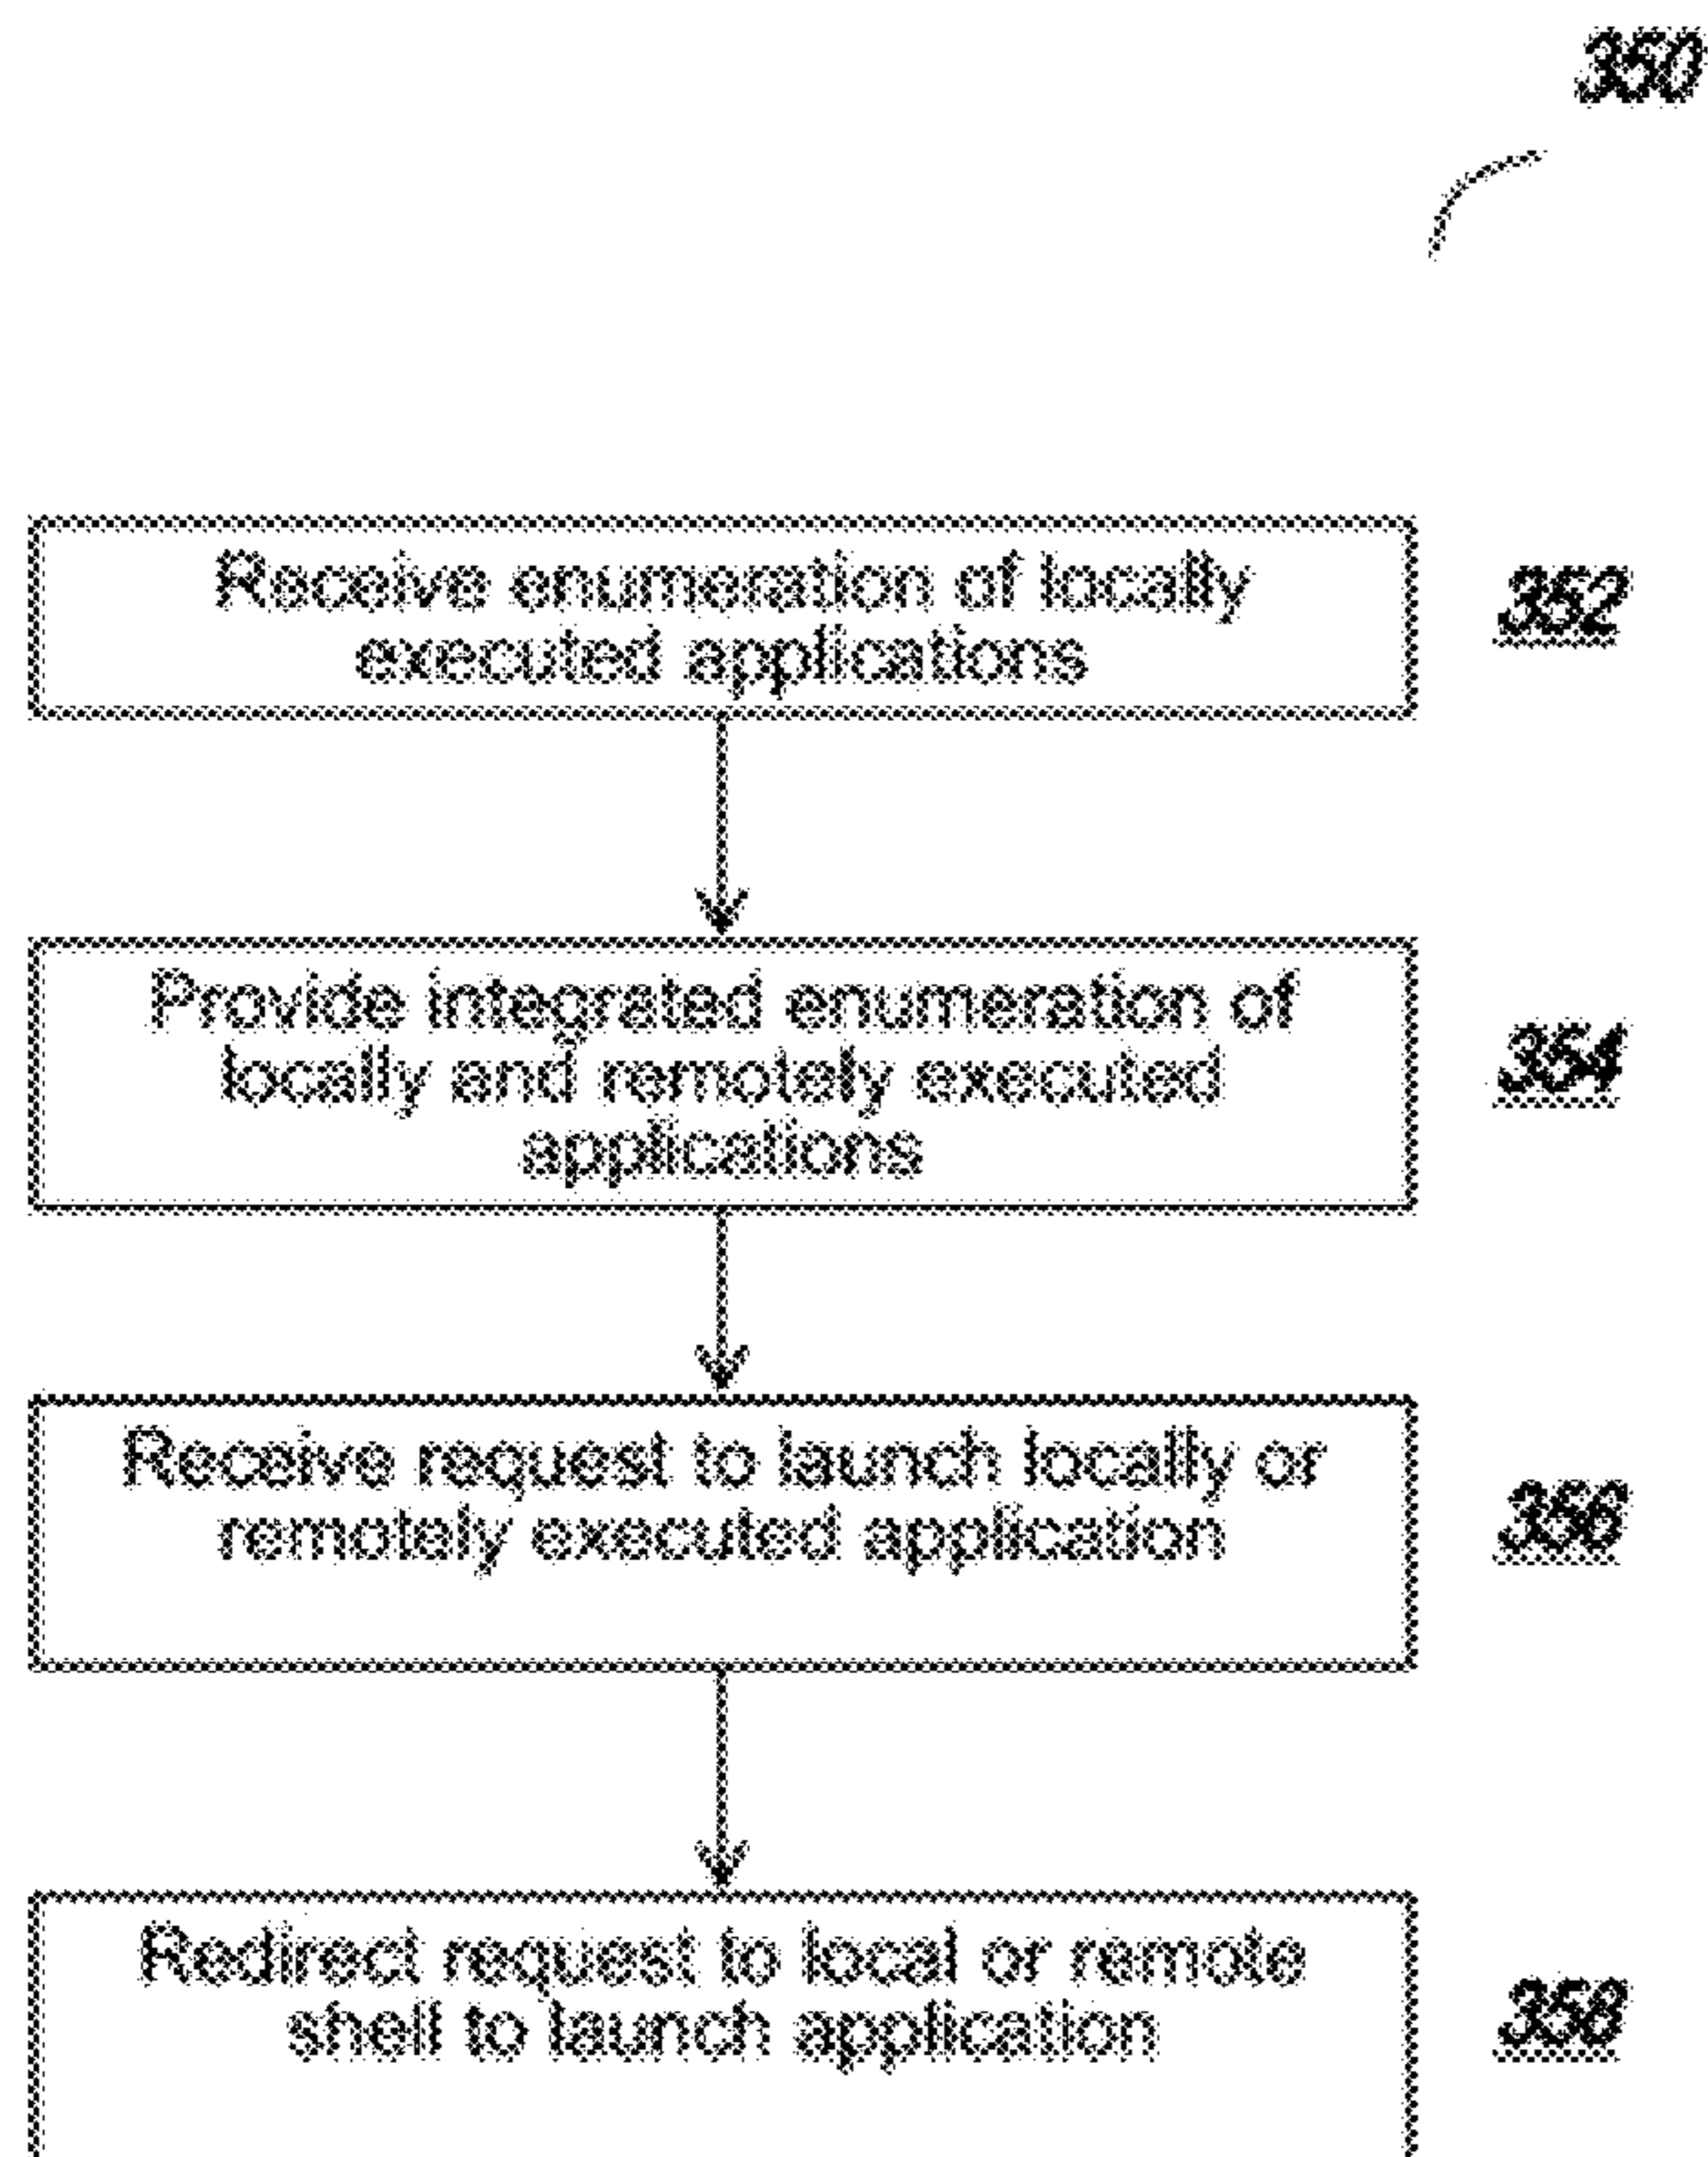 350
Receive enumeration of locally
executed applications
352
Provide integrated enumeration of
locally and remotely executed
applications
354
Receive request to launch locally or
remotely executed application
356
Redirect request to local or remote
shell to launch application
358